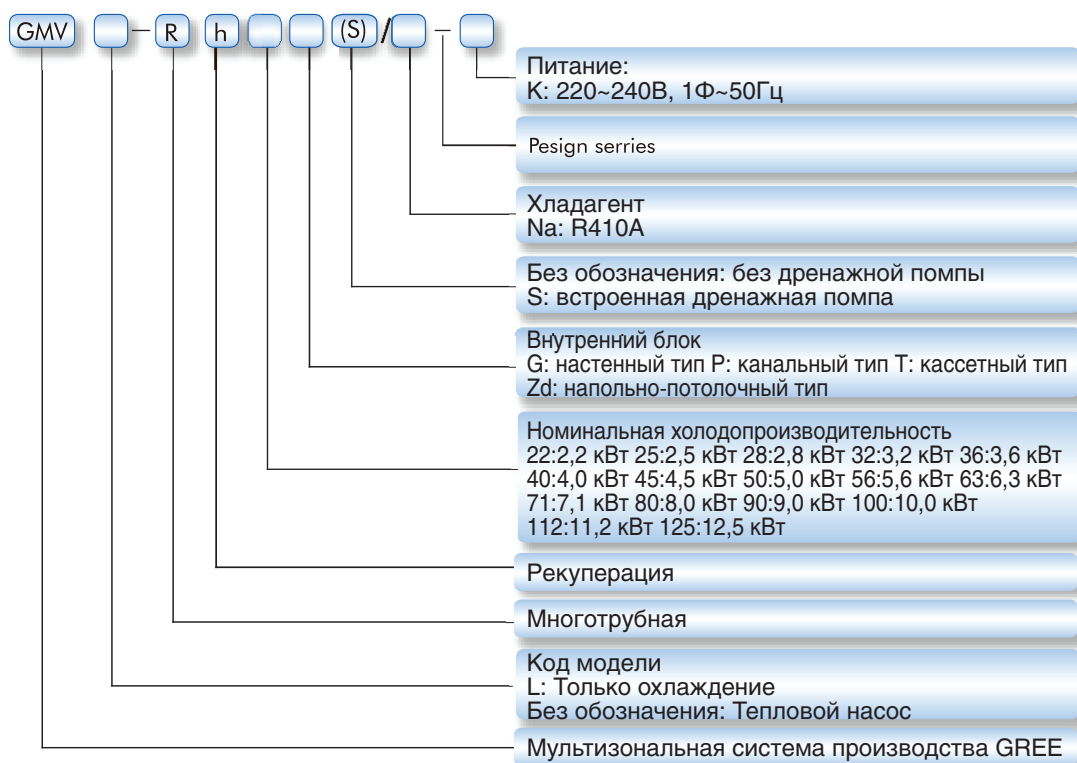 GMV - R h (S) / -
Питание:
К: 220~240В, 1Ф~50Гц
Pesign serries
Хладагент
Na: R410A
Без обозначения: без дренажной помпы
S: встроенная дренажная помпа
Внутренний блок
G: настенный тип P: канальный тип T: кассетный тип
Zd: напольно-потолочный тип
Номинальная холодопроизводительность
22:2,2 кВт 25:2,5 кВт 28:2,8 кВт 32:3,2 кВт 36:3,6 кВт
40:4,0 кВт 45:4,5 кВт 50:5,0 кВт 56:5,6 кВт 63:6,3 кВт
71:7,1 кВт 80:8,0 кВт 90:9,0 кВт 100:10,0 кВт
112:11,2 кВт 125:12,5 кВт
Рекуперация
Многотрубная
Код модели
L: Только охлаждение
Без обозначения: Тепловой насос
Мультизональная система производства GREE